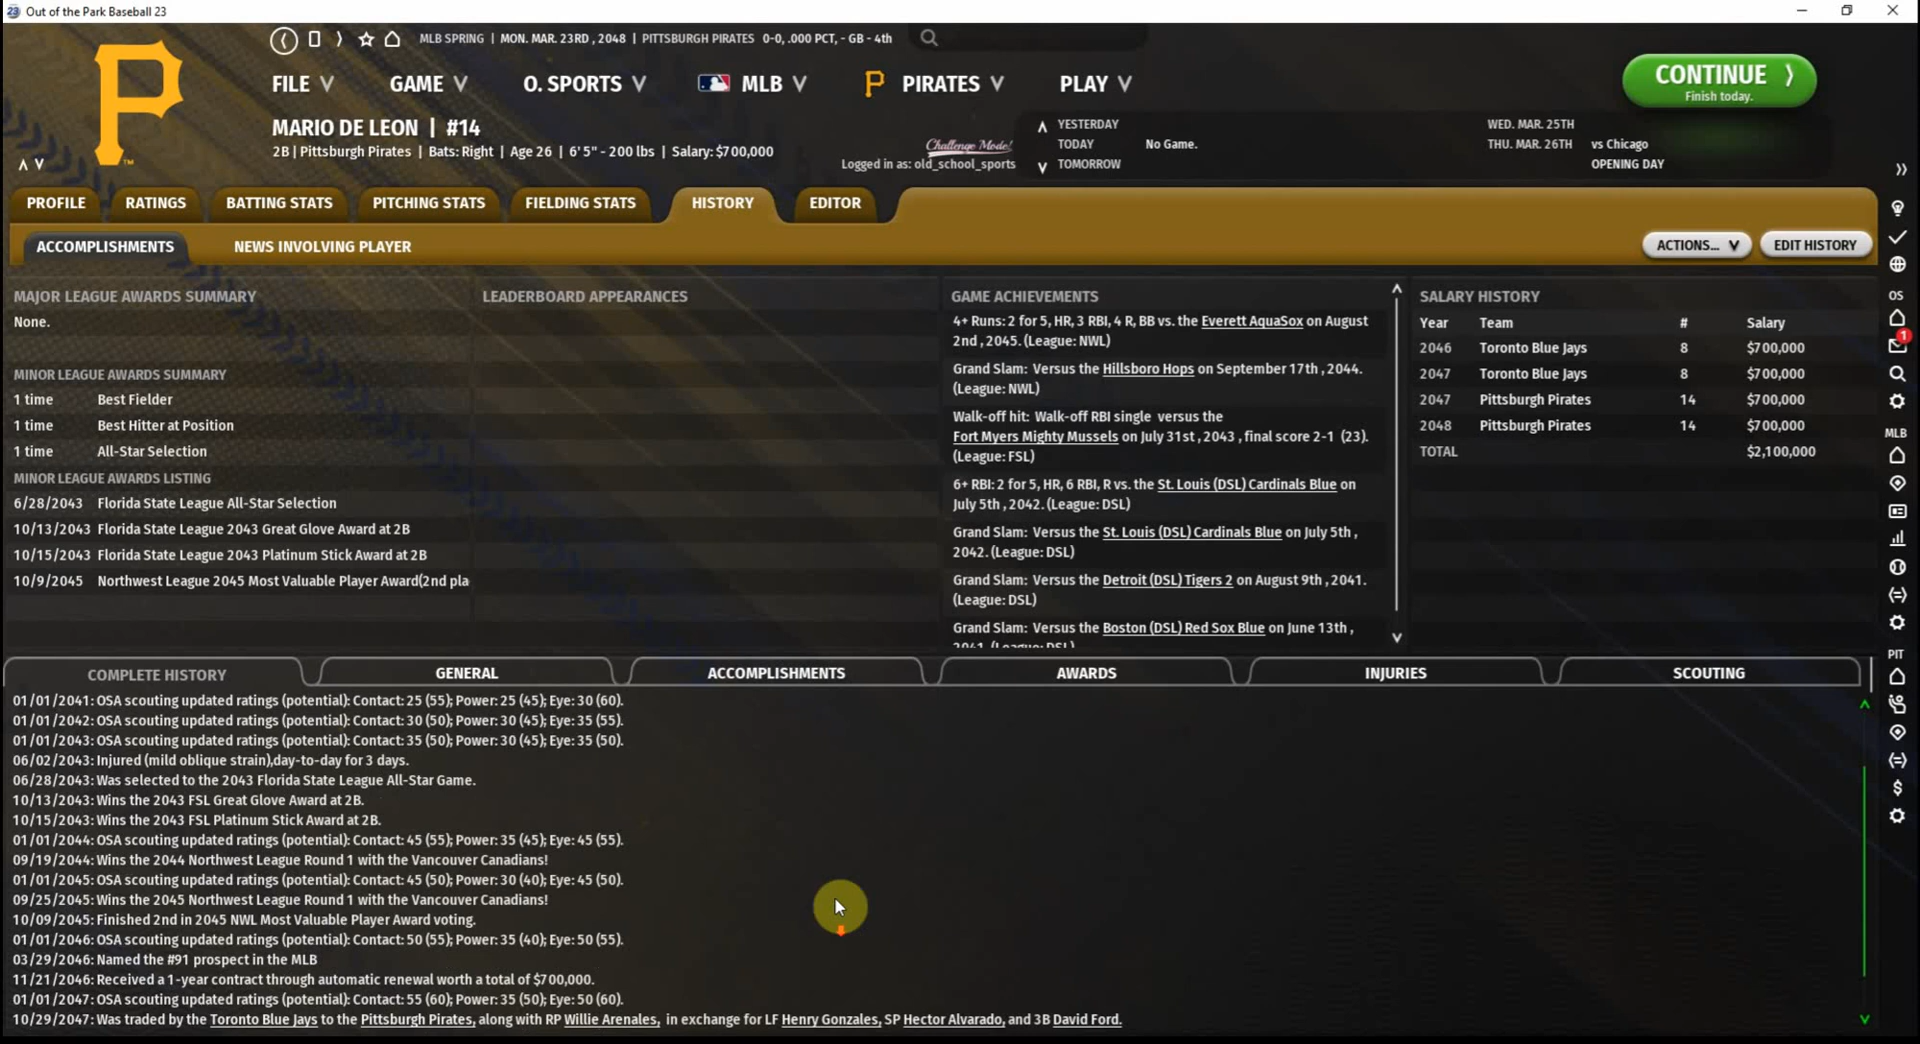 23 Out of the Park Baseball 23
MLB SPRING | MON. MAR. 23RD , 2048 | PITTSBURGH PIRATES 0-0, .000 PCT, - GB - 4th
FILE GAME O. SPORTS MLB P PIRATES PLAY
CONTINUE
Finish today.
P
TM
MARIO DE LEON | #14
2B | Pittsburgh Pirates | Bats: Right | Age 26 | 6' 5" - 200 lbs | Salary: $700,000
Challenge Mode!
Logged in as: old_school_sports
YESTERDAY
TODAY No Game.
TOMORROW
WED. MAR. 25TH
THU. MAR. 26TH vs Chicago
OPENING DAY
PROFILE RATINGS BATTING STATS PITCHING STATS FIELDING STATS HISTORY EDITOR
ACCOMPLISHMENTS NEWS INVOLVING PLAYER ACTIONS... EDIT HISTORY
MAJOR LEAGUE AWARDS SUMMARY
None.
MINOR LEAGUE AWARDS SUMMARY
1 time Best Fielder
1 time Best Hitter at Position
1 time All-Star Selection
MINOR LEAGUE AWARDS LISTING
6/28/2043 Florida State League All-Star Selection
10/13/2043 Florida State League 2043 Great Glove Award at 2B
10/15/2043 Florida State League 2043 Platinum Stick Award at 2B
10/9/2045 Northwest League 2045 Most Valuable Player Award(2nd pla
LEADERBOARD APPEARANCES
GAME ACHIEVEMENTS
4+ Runs: 2 for 5, HR, 3 RBI, 4 R, BB vs. the Everett AquaSox on August
2nd , 2045. (League: NWL)
Grand Slam: Versus the Hillsboro Hops on September 17th , 2044.
(League: NWL)
Walk-off hit: Walk-off RBI single versus the
Fort Myers Mighty Mussels on July 31st , 2043 , final score 2-1 (23).
(League: FSL)
6+ RBI: 2 for 5, HR, 6 RBI, R vs. the St. Louis (DSL) Cardinals Blue on
July 5th , 2042. (League: DSL)
Grand Slam: Versus the St. Louis (DSL) Cardinals Blue on July 5th ,
2042. (League: DSL)
Grand Slam: Versus the Detroit (DSL) Tigers 2 on August 9th , 2041.
(League: DSL)
Grand Slam: Versus the Boston (DSL) Red Sox Blue on June 13th ,
2041. (League: DSL)
SALARY HISTORY
Year Team # Salary
2046 Toronto Blue Jays 8 $700,000
2047 Toronto Blue Jays 8 $700,000
2047 Pittsburgh Pirates 14 $700,000
2048 Pittsburgh Pirates 14 $700,000
TOTAL $2,100,000
OS
1
MLB
PIT
$
COMPLETE HISTORY GENERAL ACCOMPLISHMENTS AWARDS INJURIES SCOUTING
01/01/2041: OSA scouting updated ratings (potential): Contact: 25 (55); Power: 25 (45); Eye: 30 (60).
01/01/2042: OSA scouting updated ratings (potential): Contact: 30 (50); Power: 30 (45); Eye: 35 (55).
01/01/2043: OSA scouting updated ratings (potential): Contact: 35 (50); Power: 30 (45); Eye: 35 (50).
06/02/2043: Injured (mild oblique strain),day-to-day for 3 days.
06/28/2043: Was selected to the 2043 Florida State League All-Star Game.
10/13/2043: Wins the 2043 FSL Great Glove Award at 2B.
10/15/2043: Wins the 2043 FSL Platinum Stick Award at 2B.
01/01/2044: OSA scouting updated ratings (potential): Contact: 45 (55); Power: 35 (45); Eye: 45 (55).
09/19/2044: Wins the 2044 Northwest League Round 1 with the Vancouver Canadians!
01/01/2045: OSA scouting updated ratings (potential): Contact: 45 (50); Power: 30 (40); Eye: 45 (50).
09/25/2045: Wins the 2045 Northwest League Round 1 with the Vancouver Canadians!
10/09/2045: Finished 2nd in 2045 NWL Most Valuable Player Award voting.
01/01/2046: OSA scouting updated ratings (potential): Contact: 50 (55); Power: 35 (40); Eye: 50 (55).
03/29/2046: Named the #91 prospect in the MLB
11/21/2046: Received a 1-year contract through automatic renewal worth a total of $700,000.
01/01/2047: OSA scouting updated ratings (potential): Contact: 55 (60); Power: 35 (50); Eye: 50 (60).
10/29/2047: Was traded by the Toronto Blue Jays to the Pittsburgh Pirates, along with RP Willie Arenales, in exchange for LF Henry Gonzales, SP Hector Alvarado, and 3B David Ford.